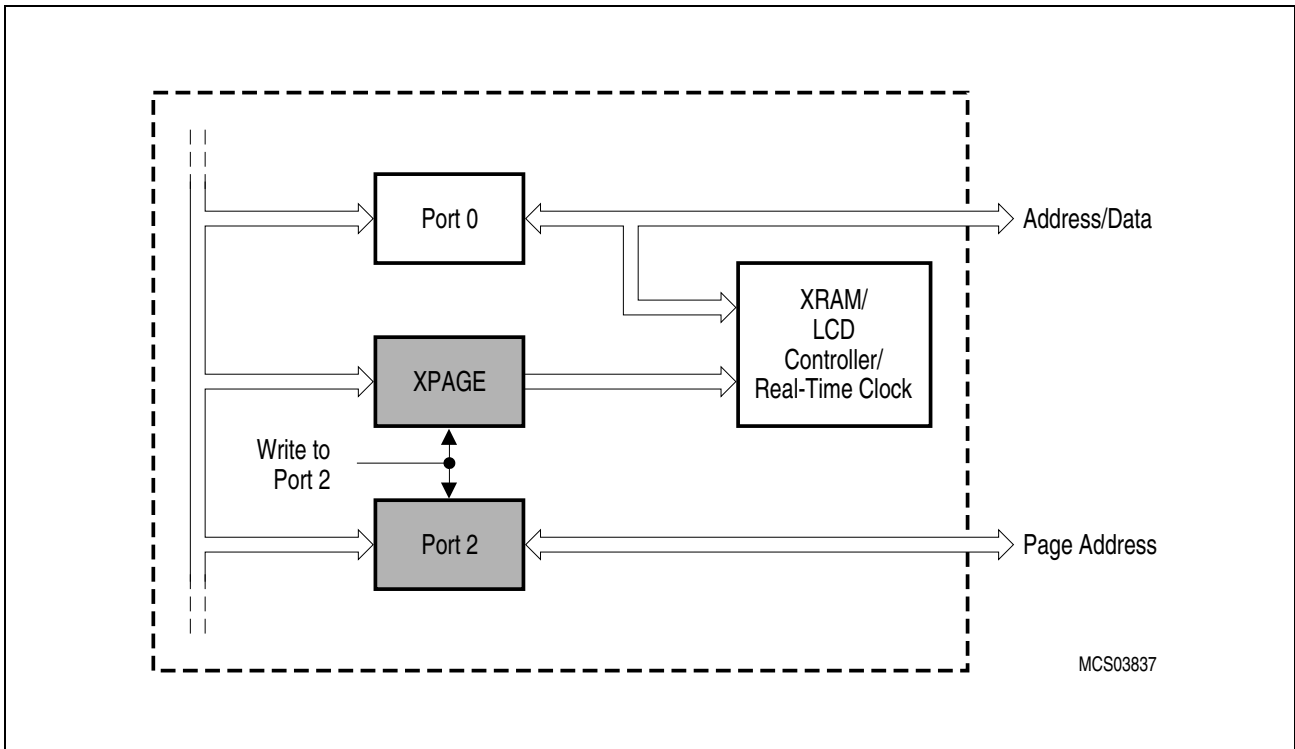 Port 0
Address/Data
XRAM/
LCD
Controller/
Real-Time Clock
XPAGE
Write to
Port 2
Port 2
Page Address
MCS03837